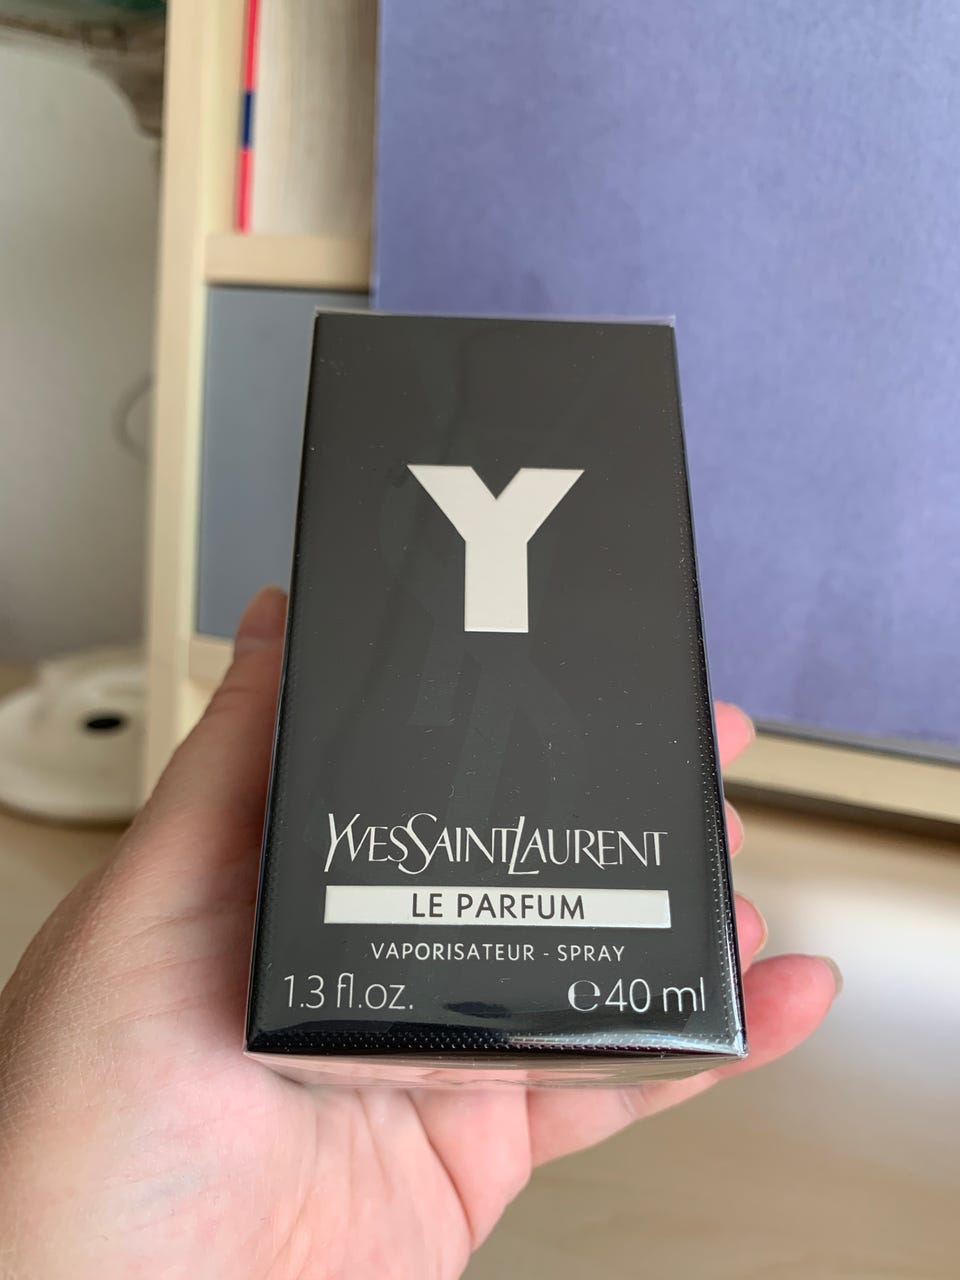 Y
YVESSAINTLAURENT
LE PARFUM
VAPORISATEUR - SPRAY
1.3 fl.oz. ℮40 ml